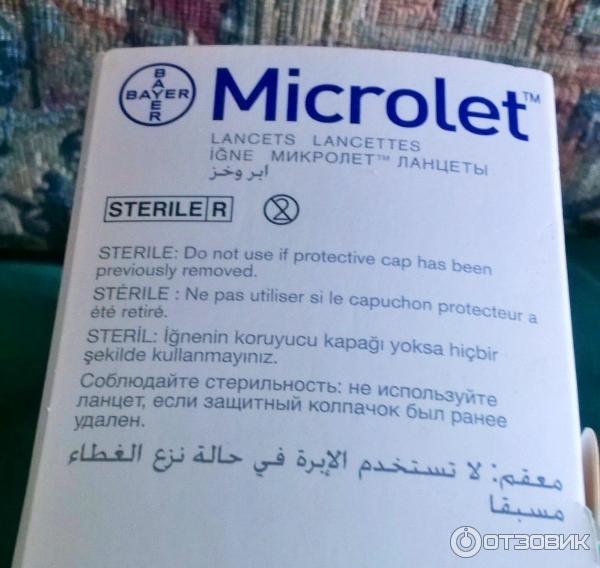 BAYER
BAYER
Microlet™
LANCETS LANCETTES
İĞNE МИКРОЛЕТ™ ЛАНЦЕТЫ
ابر وخز
STERILE R
2
STERILE: Do not use if protective cap has been
previously removed.
STÉRILE : Ne pas utiliser si le capuchon protecteur a
été retiré.
STERİL: İğnenin koruyucu kapağı yoksa hiçbir
şekilde kullanmayınız.
Соблюдайте стерильность: не используйте
ланцет, если защитный колпачок был ранее
удален.
معقم: لا تستخدم الإبرة في حالة نزع الغطاء
مسبقا
ОТЗОВИК